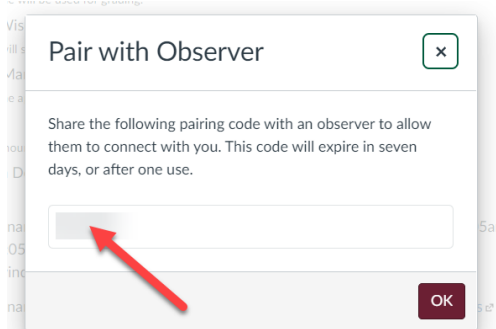 Pair with Observer
×
Share the following pairing code with an observer to allow
them to connect with you. This code will expire in seven
days, or after one use.
OK